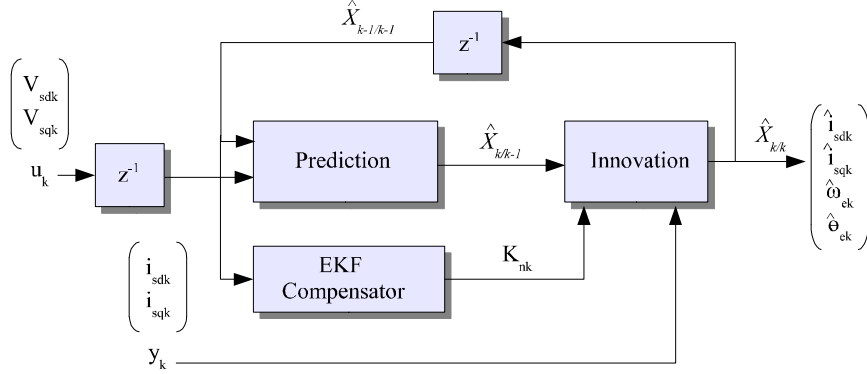 X̂k-1/k-1
z-1
Vsdk
Vsqk
uk
z-1
Prediction
X̂k/k-1
Innovation
X̂k/k
îsdk
îsqk
ω̂ek
θ̂ek
isdk
isqk
EKF
Compensator
Knk
yk